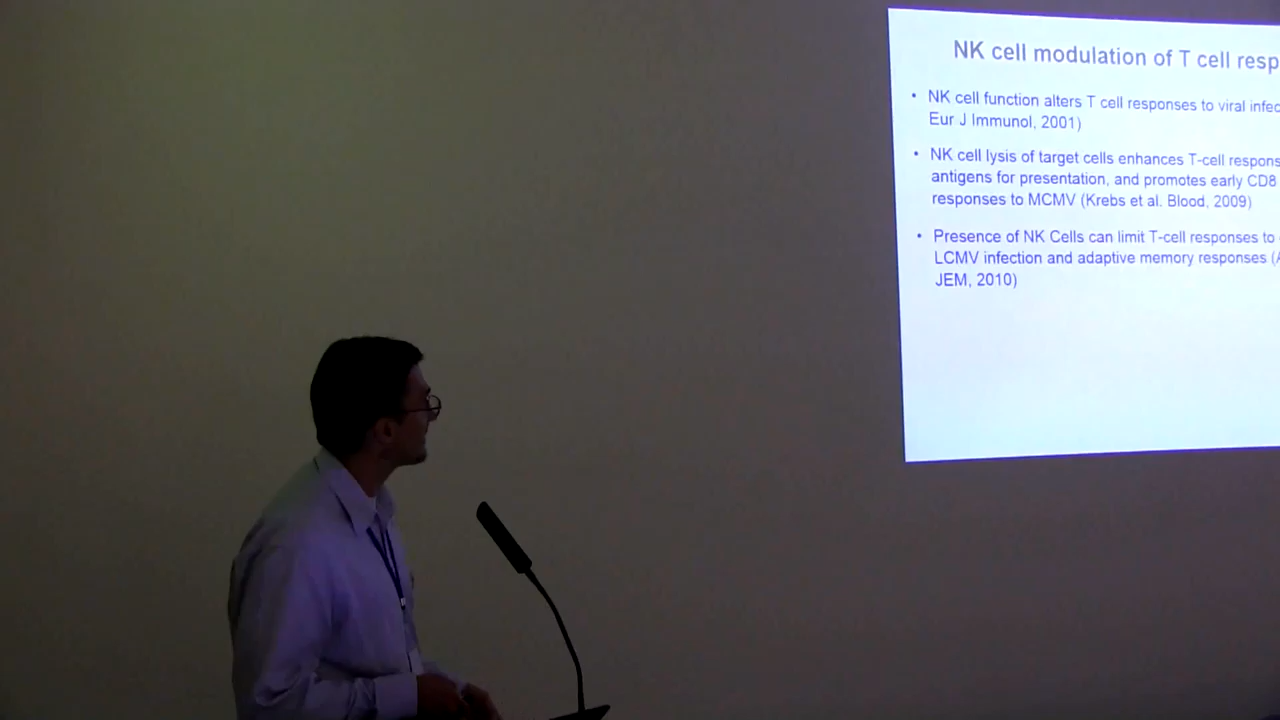 NK cell modulation of T cell resp
• NK cell function alters T cell responses to viral infec
Eur J Immunol, 2001)
• NK cell lysis of target cells enhances T-cell respons
antigens for presentation, and promotes early CD8
responses to MCMV (Krebs et al. Blood, 2009)
• Presence of NK Cells can limit T-cell responses to
LCMV infection and adaptive memory responses (
JEM, 2010)